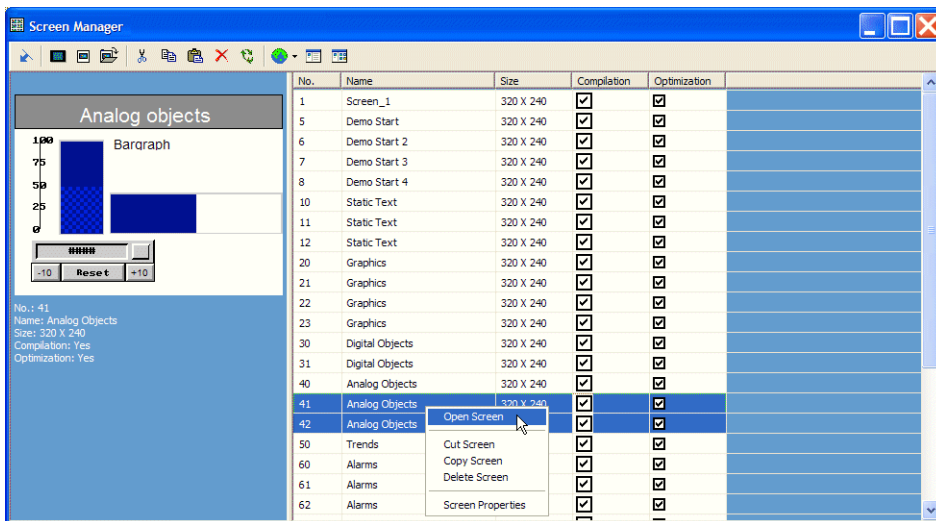 Screen Manager
No. Name Size Compilation Optimization
Analog objects
100
75
50
25
0
Bargraph
####
-10 Reset +10
No.: 41
Name: Analog Objects
Size: 320 X 240
Compilation: Yes
Optimization: Yes
1 Screen_1 320 X 240
5 Demo Start 320 X 240
6 Demo Start 2 320 X 240
7 Demo Start 3 320 X 240
8 Demo Start 4 320 X 240
10 Static Text 320 X 240
11 Static Text 320 X 240
12 Static Text 320 X 240
20 Graphics 320 X 240
21 Graphics 320 X 240
22 Graphics 320 X 240
23 Graphics 320 X 240
30 Digital Objects 320 X 240
31 Digital Objects 320 X 240
40 Analog Objects 320 X 240
41 Analog Objects 320 X 240
42 Analog Objects
50 Trends
60 Alarms
61 Alarms
62 Alarms
Open Screen
Cut Screen
Copy Screen
Delete Screen
Screen Properties